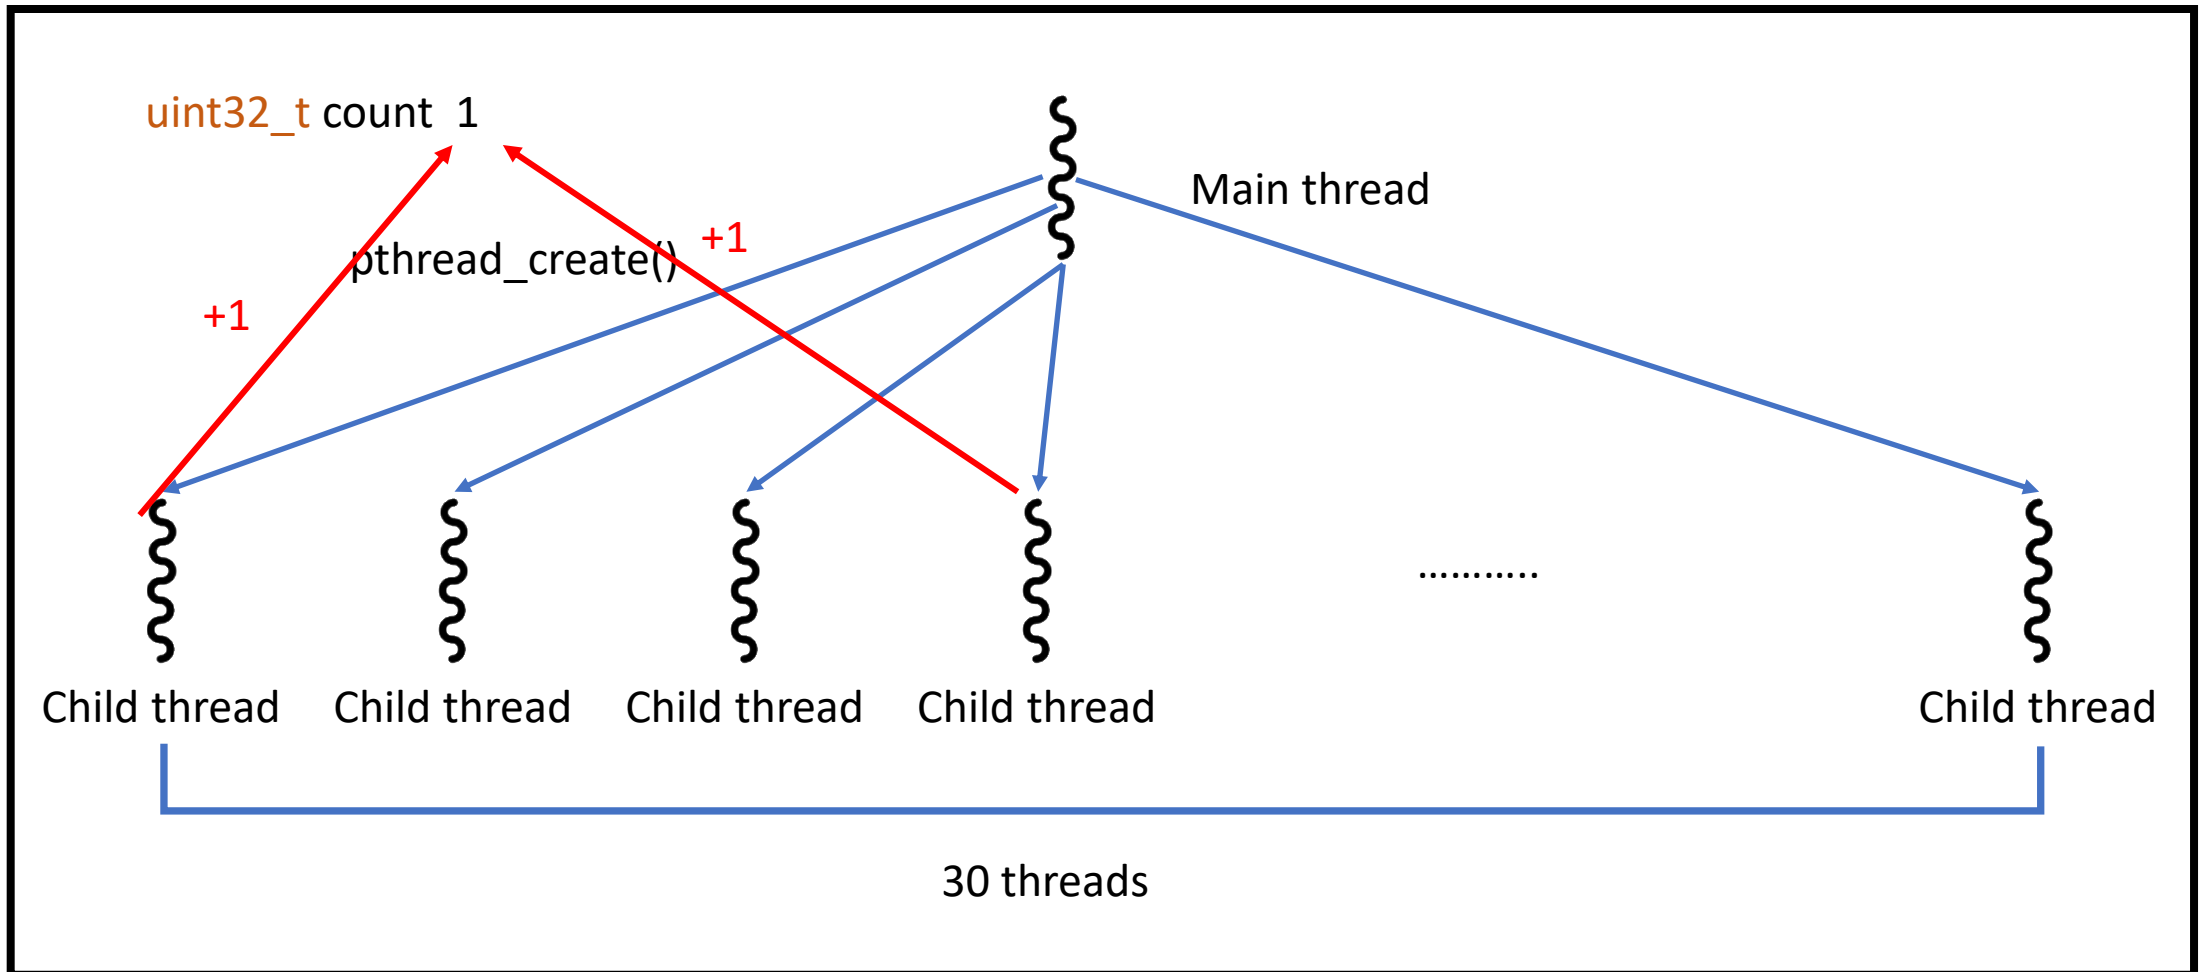 uint32_t count 1
Main thread
+1
pthread_create()
+1
...........
Child thread
Child thread
Child thread
Child thread
Child thread
30 threads